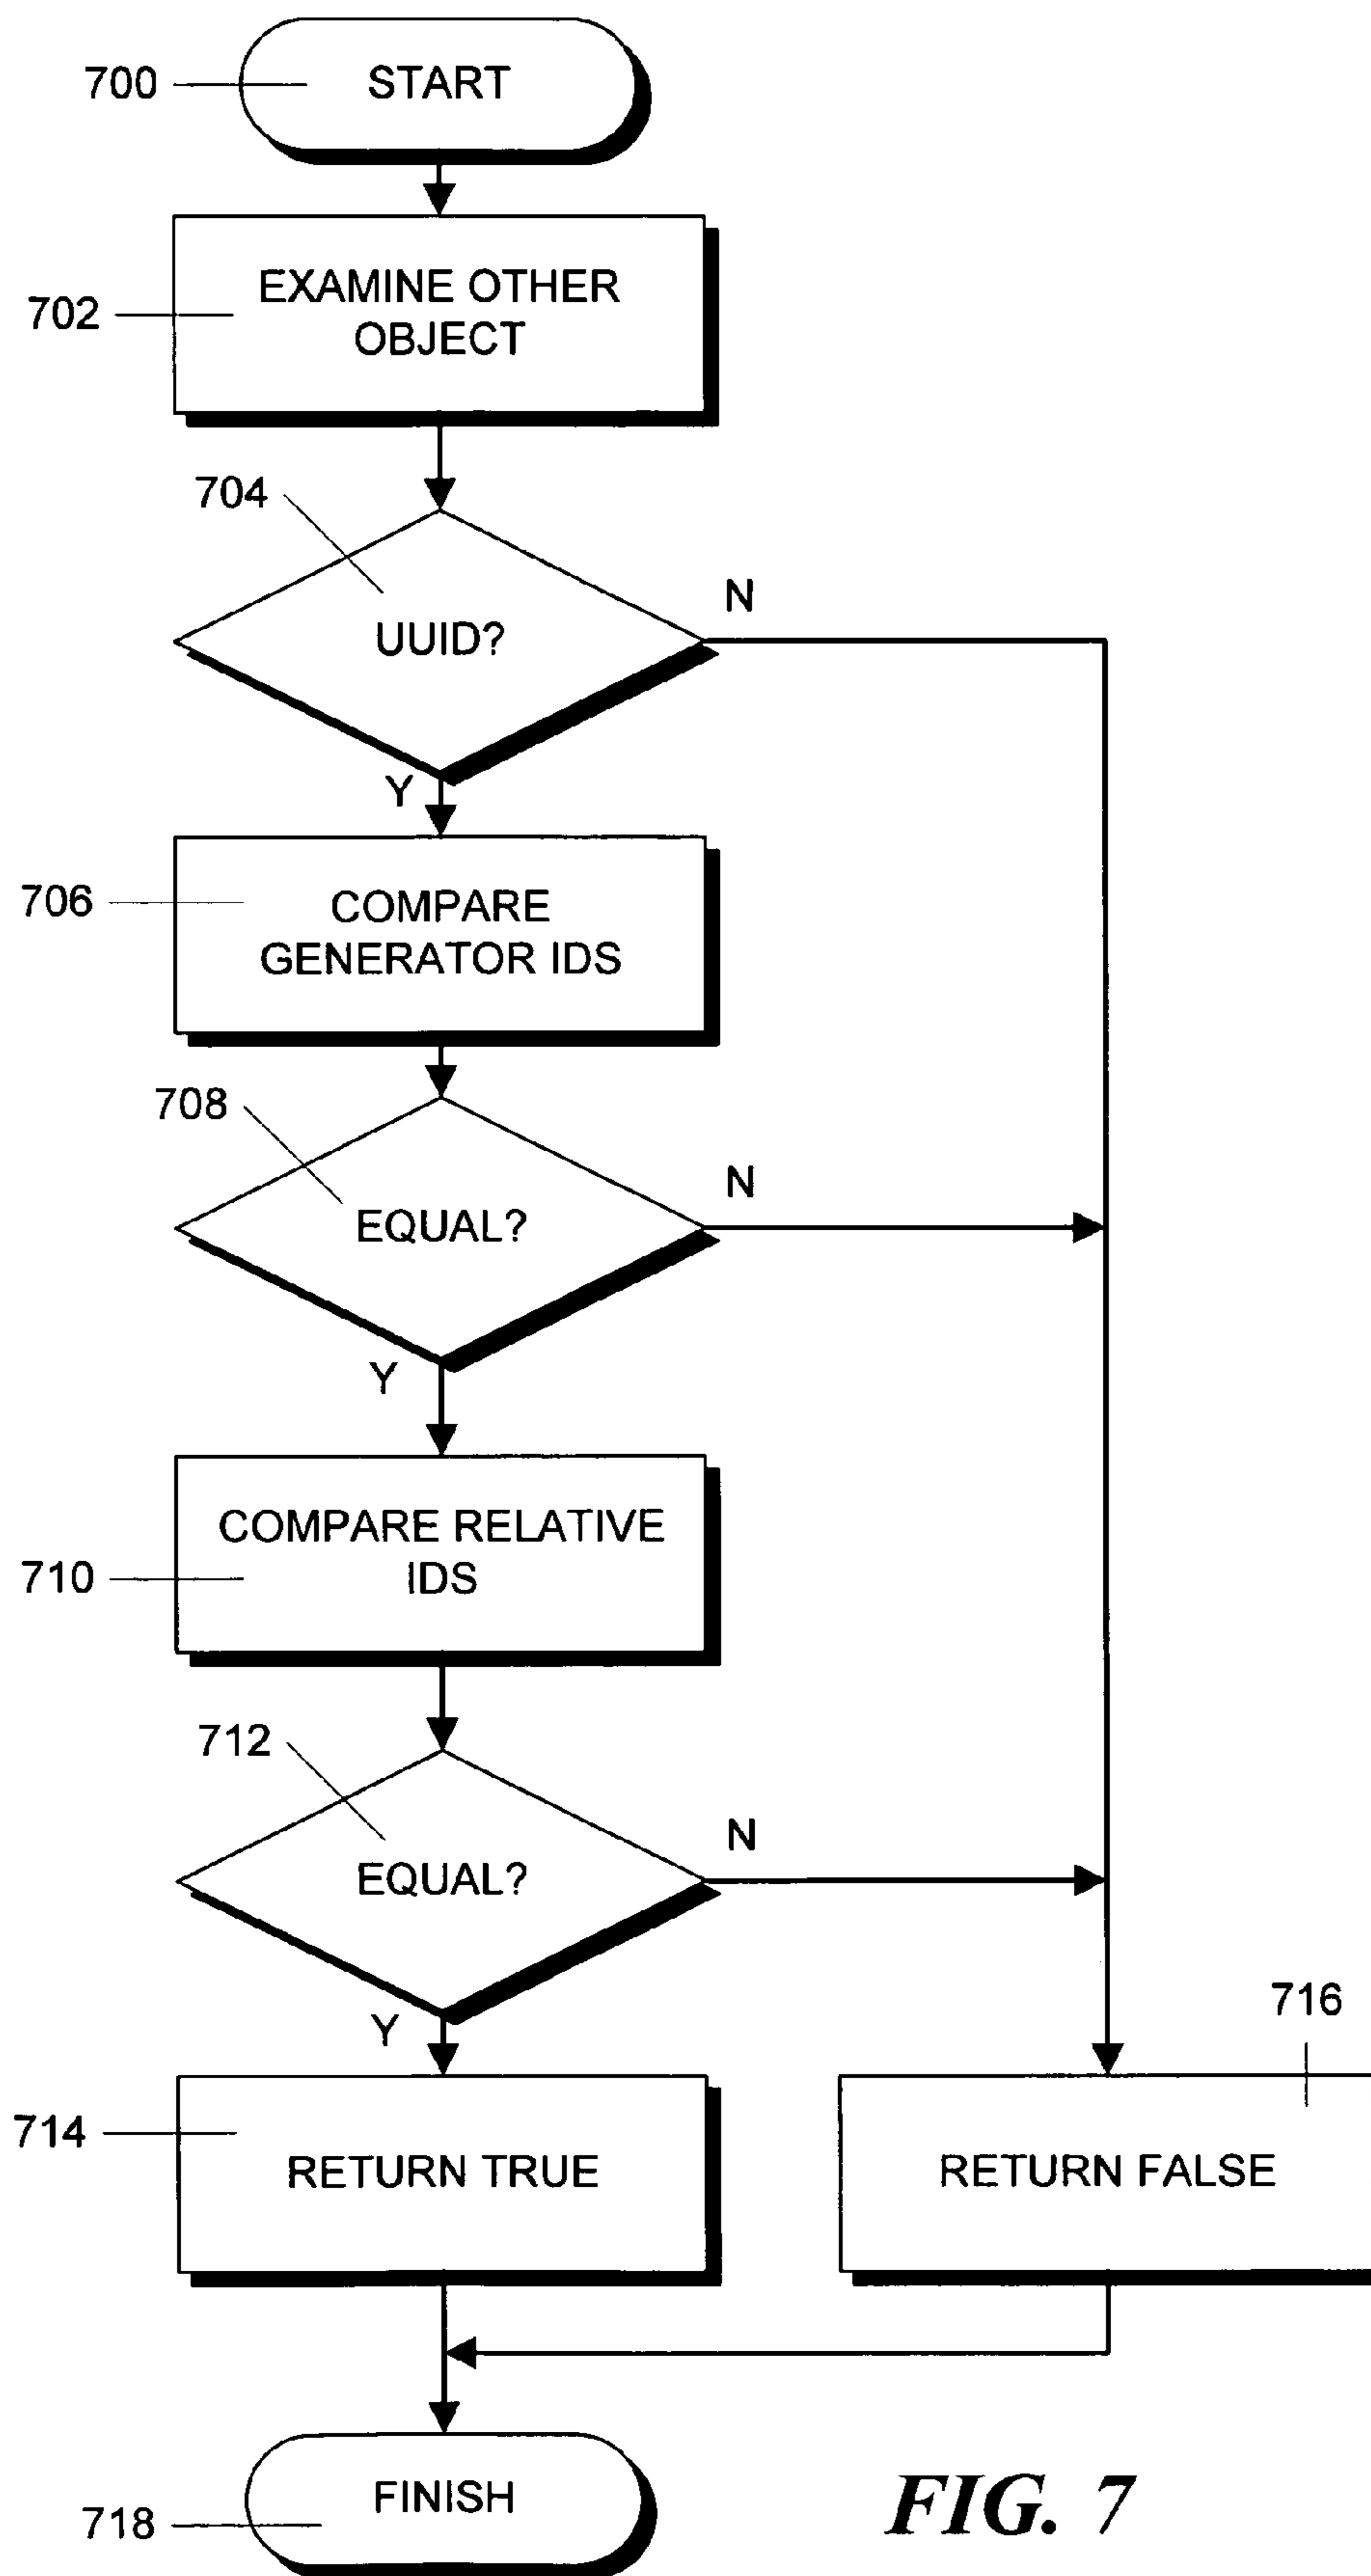 700
START
702
EXAMINE OTHER
OBJECT
704
UUID?
N
Y
706
COMPARE
GENERATOR IDS
708
EQUAL?
N
Y
710
COMPARE RELATIVE
IDS
712
EQUAL?
N
Y
714
RETURN TRUE
716
RETURN FALSE
718
FINISH
FIG. 7